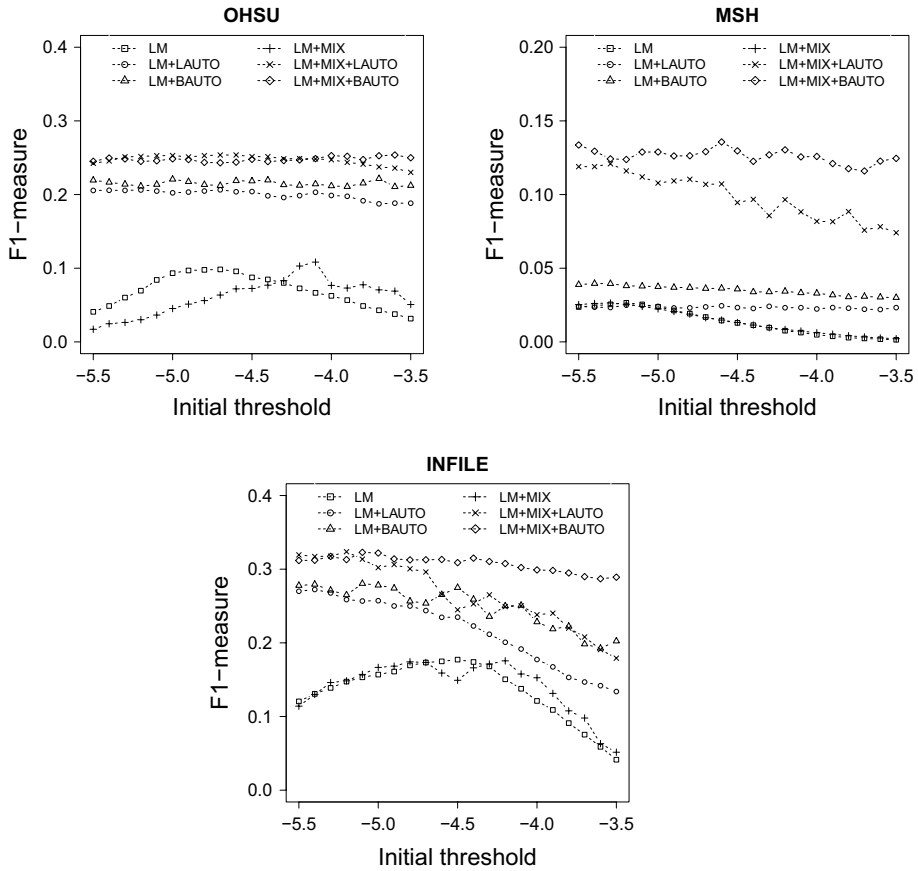 OHSU
0.4
0.3
0.2
0.1
0.0
F1−measure
LM
LM+LAUTO
LM+BAUTO
LM+MIX
LM+MIX+LAUTO
LM+MIX+BAUTO
−5.5 −5.0 −4.5 −4.0 −3.5
Initial threshold
MSH
0.20
0.15
0.10
0.05
0.00
F1−measure
LM
LM+LAUTO
LM+BAUTO
LM+MIX
LM+MIX+LAUTO
LM+MIX+BAUTO
−5.5 −5.0 −4.5 −4.0 −3.5
Initial threshold
INFILE
0.4
0.3
0.2
0.1
0.0
F1−measure
LM
LM+LAUTO
LM+BAUTO
LM+MIX
LM+MIX+LAUTO
LM+MIX+BAUTO
−5.5 −5.0 −4.5 −4.0 −3.5
Initial threshold